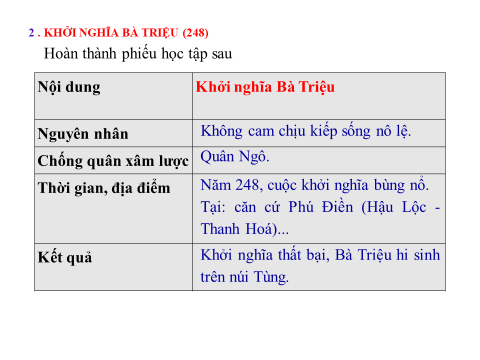 2 . KHỞI NGHĨA BÀ TRIỆU (248)
Hoàn thành phiếu học tập sau
Nội dung
Khởi nghĩa Bà Triệu
Nguyên nhân
Không cam chịu kiếp sống nô lệ.
Chống quân xâm lược
Quân Ngô.
Thời gian, địa điểm
Năm 248, cuộc khởi nghĩa bùng nổ.
Tại: căn cứ Phú Điền (Hậu Lộc -
Thanh Hoá)...
Kết quả
Khởi nghĩa thất bại, Bà Triệu hi sinh
trên núi Tùng.